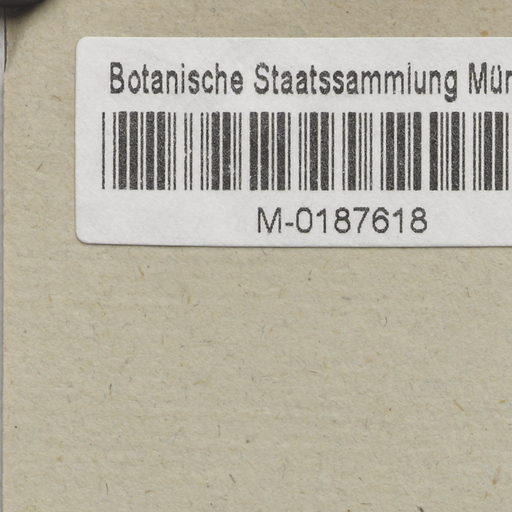 Botanische Staatssammlung Mün
M-0187618